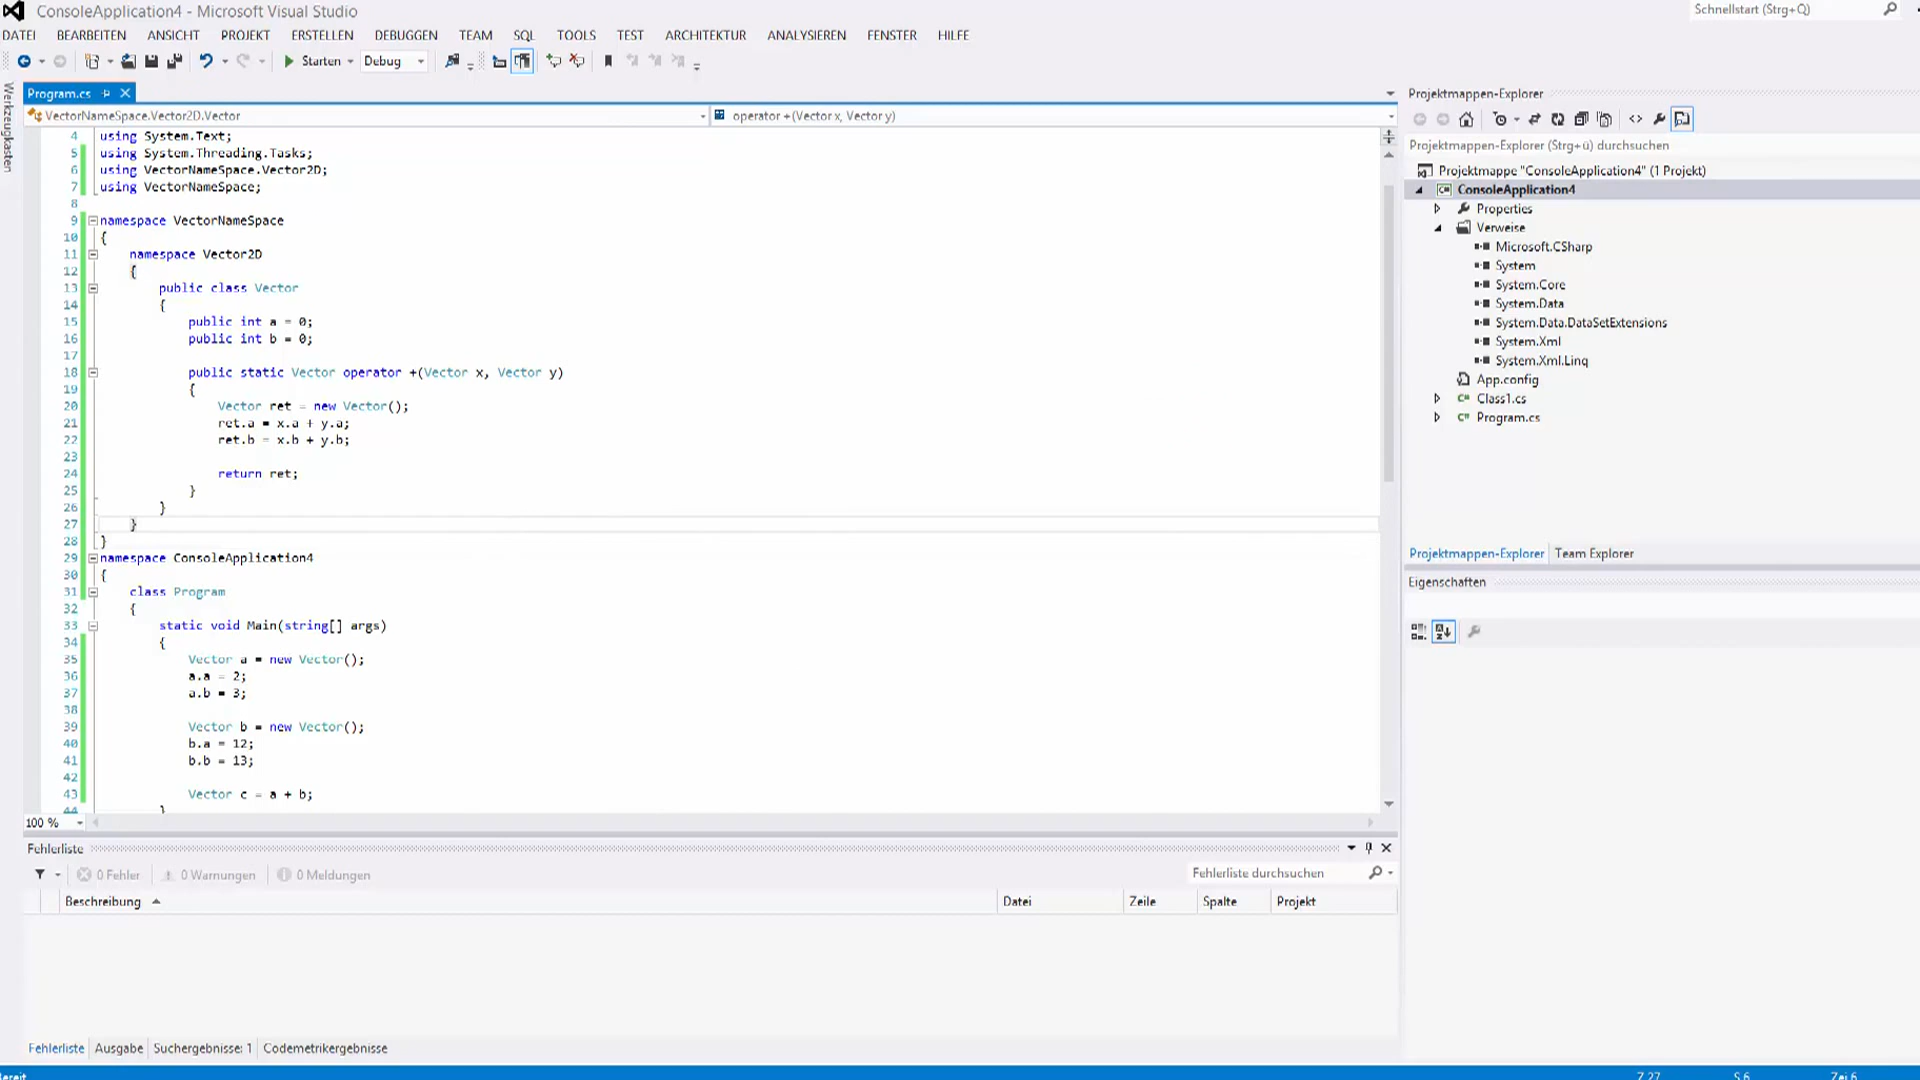 ConsoleApplication4 - Microsoft Visual Studio
Schnellstart (Strg+Q)
DATEI BEARBEITEN ANSICHT PROJEKT ERSTELLEN DEBUGGEN TEAM SQL TOOLS TEST ARCHITEKTUR ANALYSIEREN FENSTER HILFE
Starten Debug
Werkzeugkasten
Program.cs
VectorNameSpace.Vector2D.Vector
operator +(Vector x, Vector y)
4 using System.Text;
5 using System.Threading.Tasks;
6 using VectorNameSpace.Vector2D;
7 using VectorNameSpace;
8
9 namespace VectorNameSpace
10 {
11 namespace Vector2D
12 {
13 public class Vector
14 {
15 public int a = 0;
16 public int b = 0;
17
18 public static Vector operator +(Vector x, Vector y)
19 {
20 Vector ret = new Vector();
21 ret.a = x.a + y.a;
22 ret.b = x.b + y.b;
23
24 return ret;
25 }
26 }
27 }
28 }
29 namespace ConsoleApplication4
30 {
31 class Program
32 {
33 static void Main(string[] args)
34 {
35 Vector a = new Vector();
36 a.a = 2;
37 a.b = 3;
38
39 Vector b = new Vector();
40 b.a = 12;
41 b.b = 13;
42
43 Vector c = a + b;
44 }
100 %
Fehlerliste
0 Fehler 0 Warnungen 0 Meldungen
Fehlerliste durchsuchen
Beschreibung Datei Zeile Spalte Projekt
Fehlerliste Ausgabe Suchergebnisse: 1 Codemetrikergebnisse
Projektmappen-Explorer
Projektmappen-Explorer (Strg+ü) durchsuchen
Projektmappe "ConsoleApplication4" (1 Projekt)
ConsoleApplication4
Properties
Verweise
Microsoft.CSharp
System
System.Core
System.Data
System.Data.DataSetExtensions
System.Xml
System.Xml.Linq
App.config
Class1.cs
Program.cs
Projektmappen-Explorer Team Explorer
Eigenschaften
Bereit Z 27 S 6 Zei 6